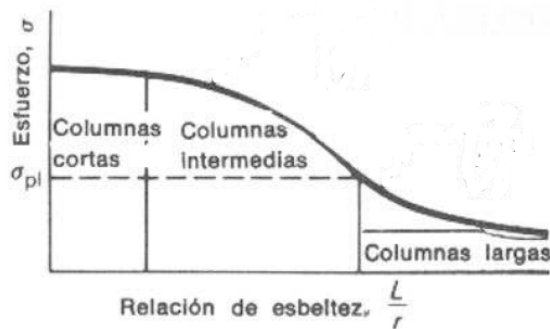 Esfuerzo, σ
Columnas
cortas
Columnas
intermedias
σpl
Columnas largas
Relación de esbeltez, L/r